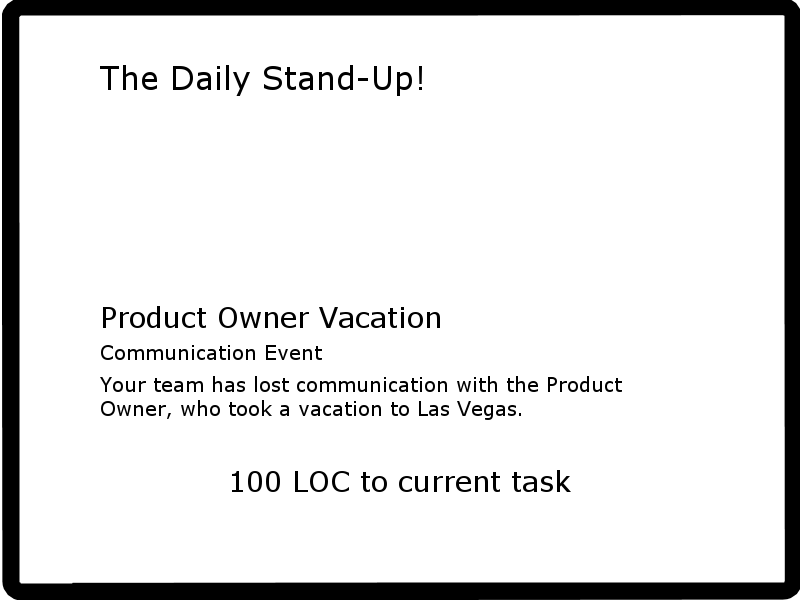 The Daily Stand-Up!
Product Owner Vacation
Communication Event
Your team has lost communication with the Product
Owner, who took a vacation to Las Vegas.
100 LOC to current task